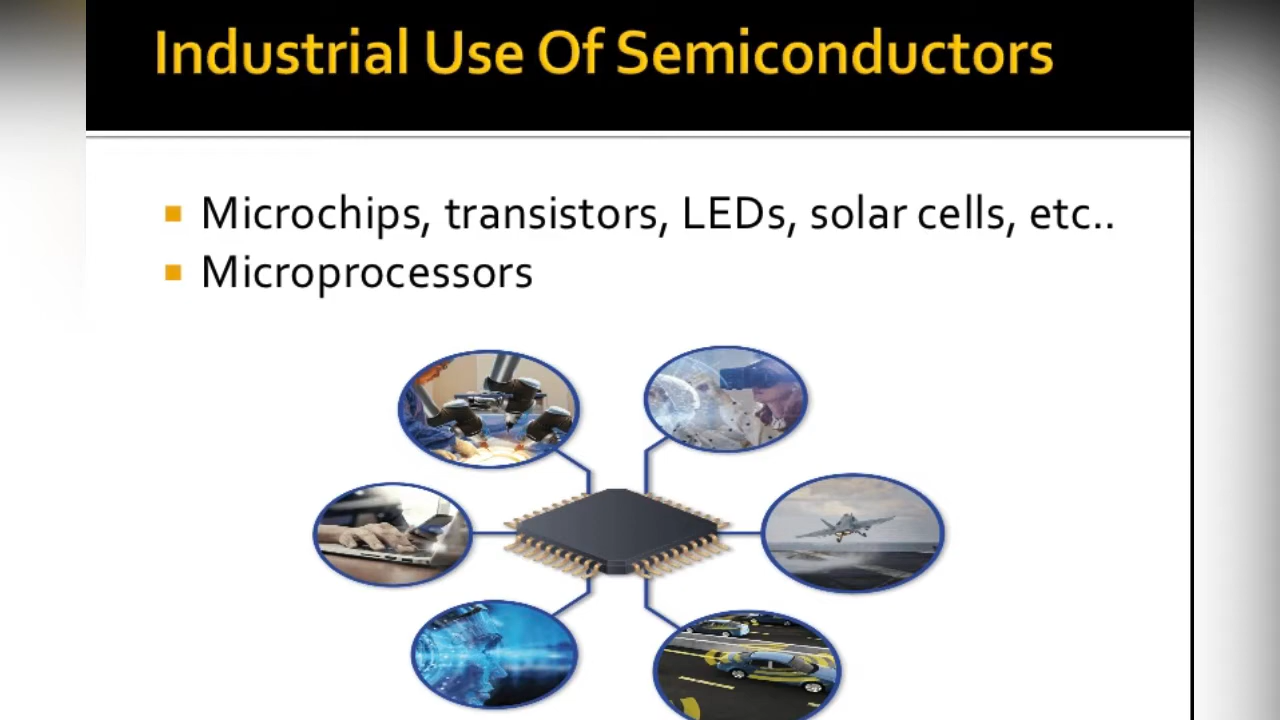 Industrial Use Of Semiconductors
Microchips, transistors, LEDs, solar cells, etc..
Microprocessors